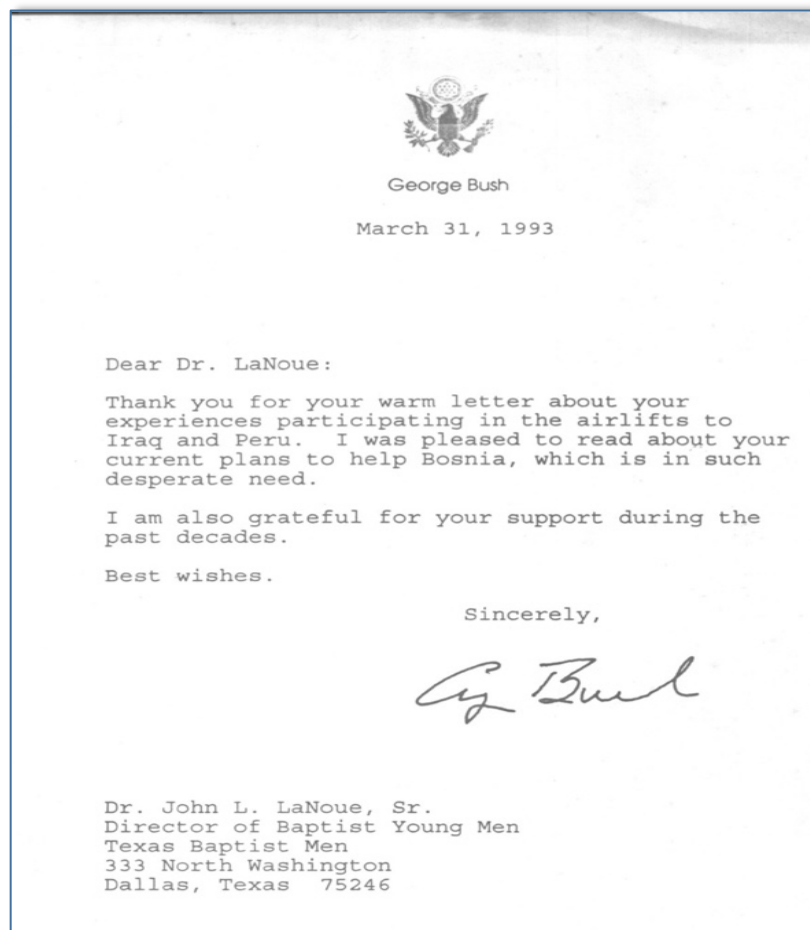 George Bush
March 31, 1993
Dear Dr. LaNoue:
Thank you for your warm letter about your
experiences participating in the airlifts to
Iraq and Peru. I was pleased to read about your
current plans to help Bosnia, which is in such
desperate need.
I am also grateful for your support during the
past decades.
Best wishes.
Sincerely,
Dr. John L. LaNoue, Sr.
Director of Baptist Young Men
Texas Baptist Men
333 North Washington
Dallas, Texas 75246